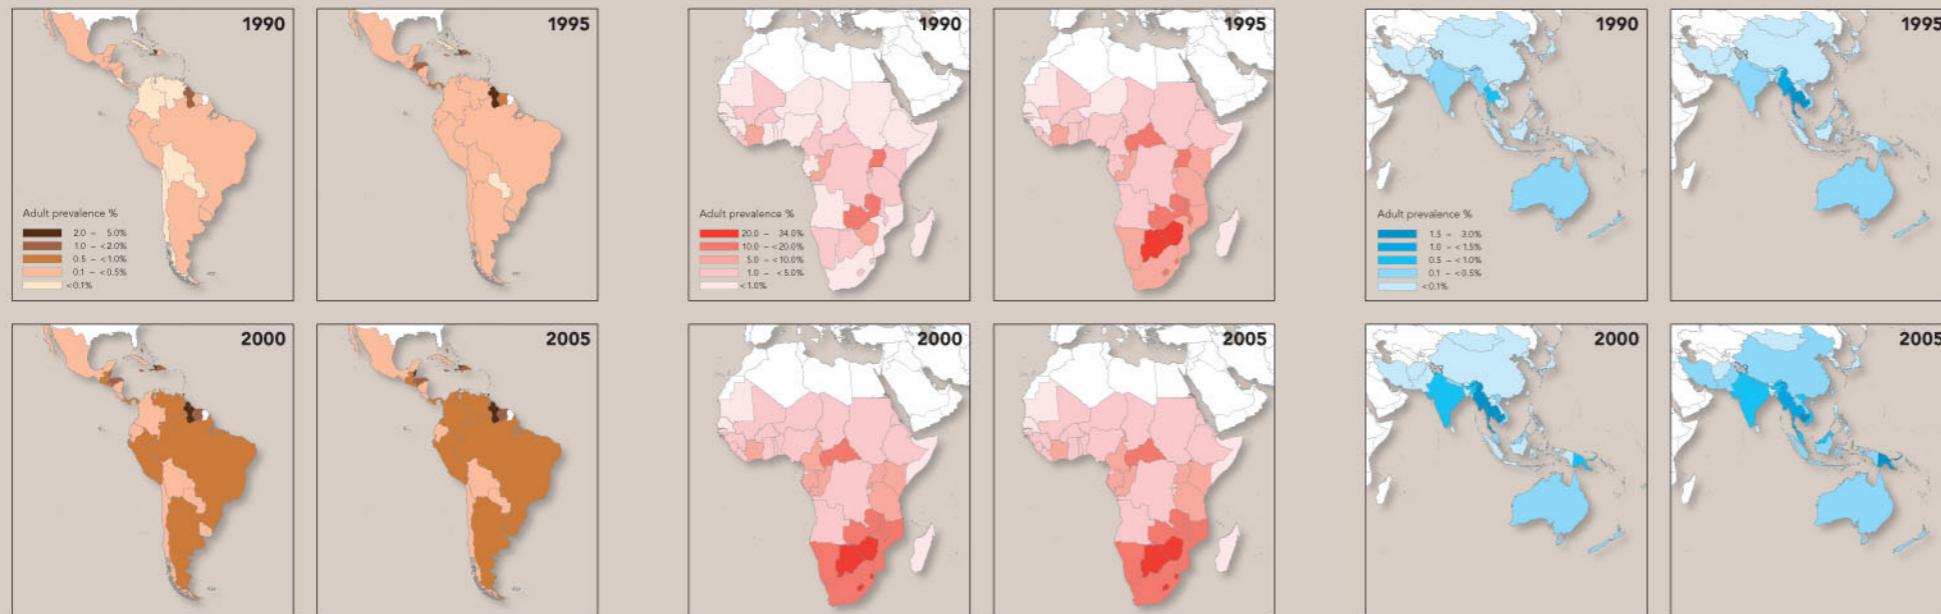 1990
1995
1990
1995
1990
1995
Adult prevalence %
2.0 – 5.0%
1.0 – <2.0%
0.5 – <1.0%
0.1 – <0.5%
<0.1%
Adult prevalence %
20.0 – 34.0%
10.0 – <20.0%
5.0 – <10.0%
1.0 – <5.0%
<1.0%
Adult prevalence %
1.5 – 3.0%
1.0 – <1.5%
0.5 – <1.0%
0.1 – <0.5%
<0.1%
2000
2005
2000
2005
2000
2005